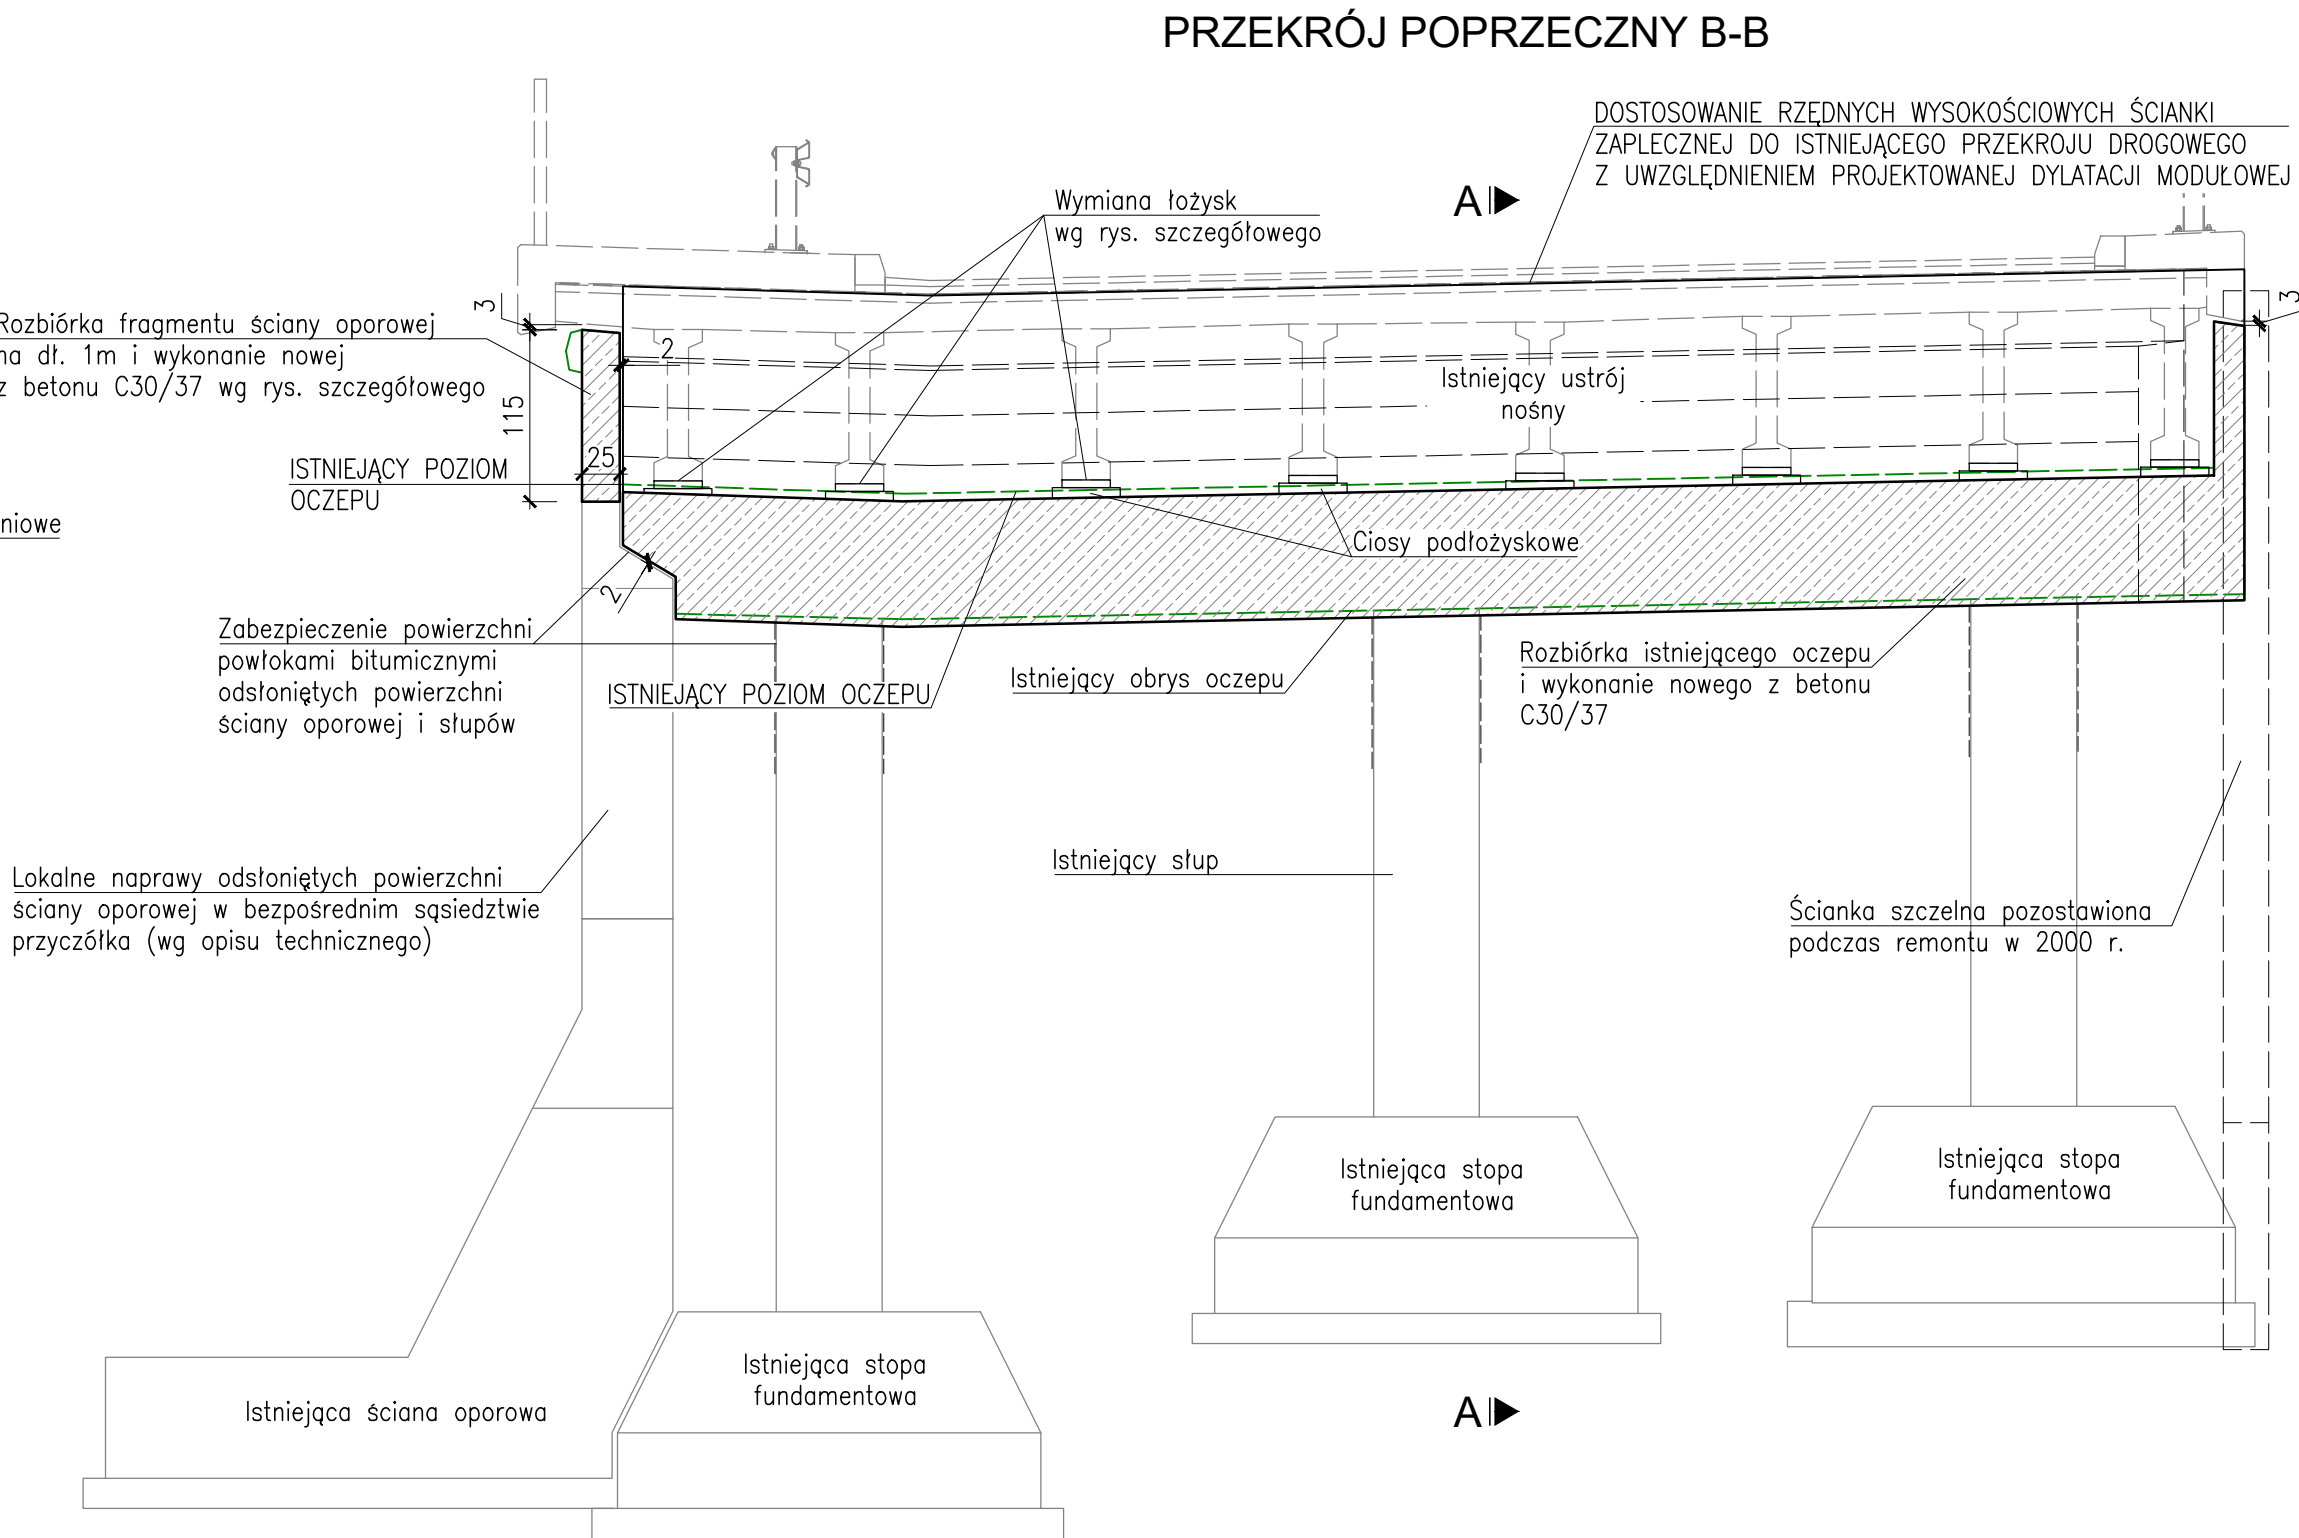 PRZEKRÓJ POPRZECZNY B-B
DOSTOSOWANIE RZĘDNYCH WYSOKOŚCIOWYCH ŚCIANKI
ZAPLECZNEJ DO ISTNIEJĄCEGO PRZEKROJU DROGOWEGO
Z UWZGLĘDNIENIEM PROJEKTOWANEJ DYLATACJI MODUŁOWEJ
A
Wymiana łożysk
wg rys. szczegółowego
3
3
Rozbiórka fragmentu ściany oporowej
na dł. 1m i wykonanie nowej
z betonu C30/37 wg rys. szczegółowego
2
115
25
Istniejący ustrój
nośny
ISTNIEJĄCY POZIOM
OCZEPU
niowe
Ciosy podłożyskowe
2
Zabezpieczenie powierzchni
powłokami bitumicznymi
odsłoniętych powierzchni
ściany oporowej i słupów
ISTNIEJĄCY POZIOM OCZEPU
Istniejący obrys oczepu
Rozbiórka istniejącego oczepu
i wykonanie nowego z betonu
C30/37
Lokalne naprawy odsłoniętych powierzchni
ściany oporowej w bezpośrednim sąsiedztwie
przyczółka (wg opisu technicznego)
Istniejący słup
Ścianka szczelna pozostawiona
podczas remontu w 2000 r.
Istniejąca stopa
fundamentowa
Istniejąca stopa
fundamentowa
Istniejąca stopa
fundamentowa
Istniejąca ściana oporowa
A